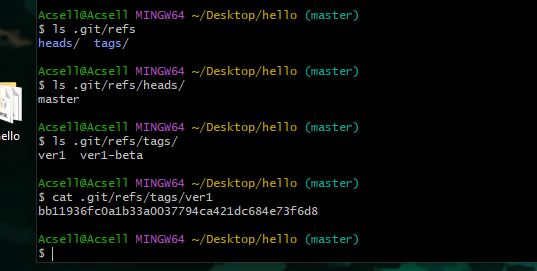 Acsell@Acsell MINGW64 ~/Desktop/hello (master)
$ ls .git/refs
heads/  tags/
Acsell@Acsell MINGW64 ~/Desktop/hello (master)
$ ls .git/refs/heads/
master
Acsell@Acsell MINGW64 ~/Desktop/hello (master)
$ ls .git/refs/tags/
ver1  ver1-beta
ello
Acsell@Acsell MINGW64 ~/Desktop/hello (master)
$ cat .git/refs/tags/ver1
bb11936fc0a1b33a0037794ca421dc684e73f6d8
Acsell@Acsell MINGW64 ~/Desktop/hello (master)
$